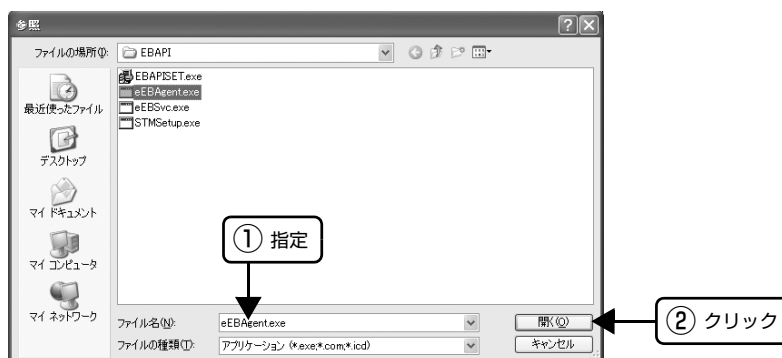 参照
ファイルの場所(I):
EBAPI
EBAPISET.exe
eEBAgent.exe
eEBSvc.exe
STMSetup.exe
最近使ったファイル
デスクトップ
マイ ドキュメント
マイ コンピュータ
マイ ネットワーク
① 指定
ファイル名(N):
eEBAgent.exe
開く(O)
② クリック
ファイルの種類(T):
アプリケーション (*.exe;*.com;*.icd)
キャンセル